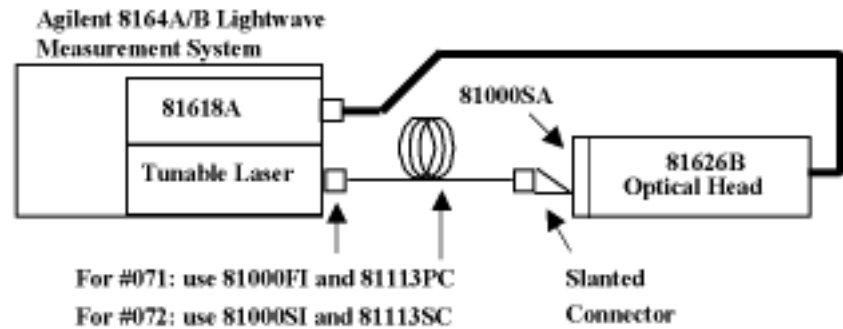 Agilent 8164A/B Lightwave
Measurement System
81618A
81000SA
Tunable Laser
81626B
Optical Head
For #071: use 81000FI and 81113PC
For #072: use 81000SI and 81113SC
Slanted
Connector